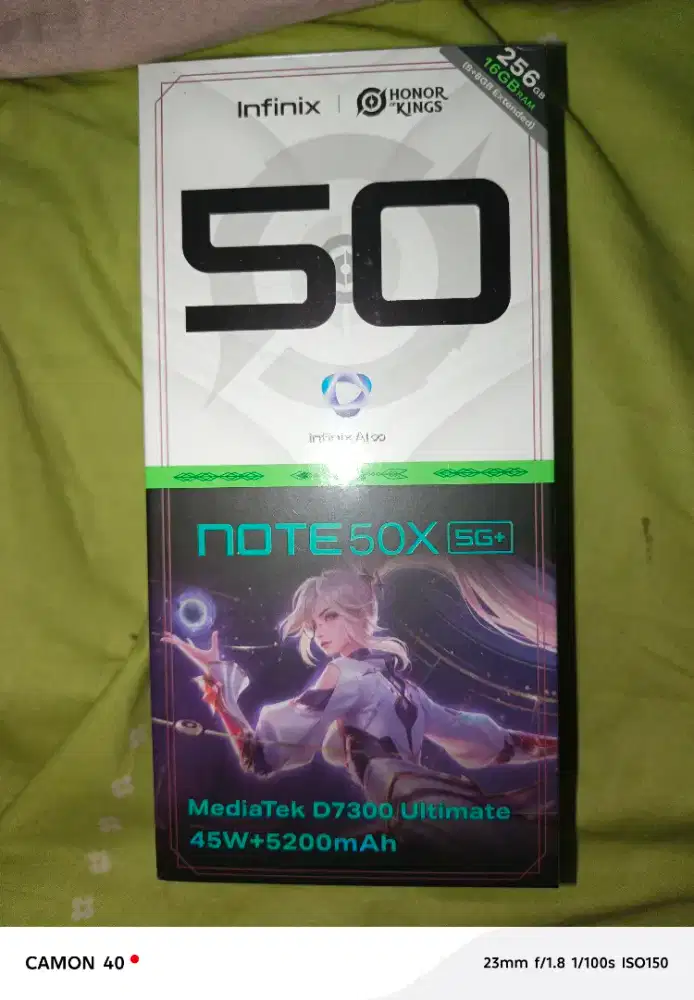 Infinix | HONOR OF KINGS
256GB
16GB RAM
(8+8GB Extended)
50
Infinix AI∞
NOTE 50X 5G+
MediaTek D7300 Ultimate
45W+5200mAh
CAMON 40
23mm f/1.8 1/100s ISO150